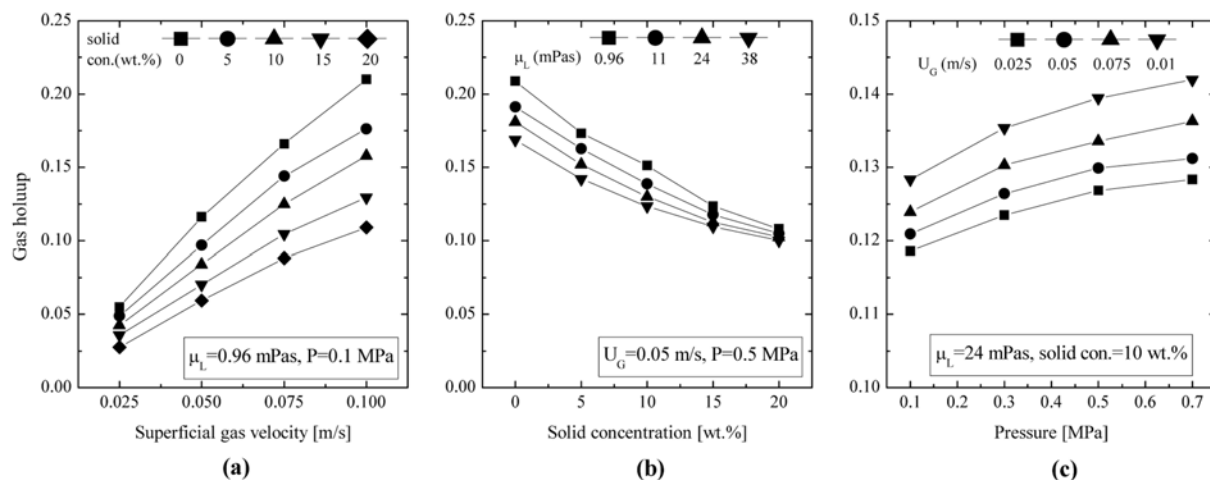 Gas holuup
0.25
0.20
0.15
0.10
0.05
0.00
solid
con.(wt.%) 0 5 10 15 20
μL=0.96 mPas, P=0.1 MPa
0.025 0.050 0.075 0.100
Superficial gas velocity [m/s]
(a)
0.25
0.20
0.15
0.10
0.05
0.00
μL (mPas) 0.96 11 24 38
UG=0.05 m/s, P=0.5 MPa
0 5 10 15 20
Solid concentration [wt.%]
(b)
0.15
0.14
0.13
0.12
0.11
0.10
UG (m/s) 0.025 0.05 0.075 0.01
μL=24 mPas, solid con.=10 wt.%
0.1 0.2 0.3 0.4 0.5 0.6 0.7
Pressure [MPa]
(c)